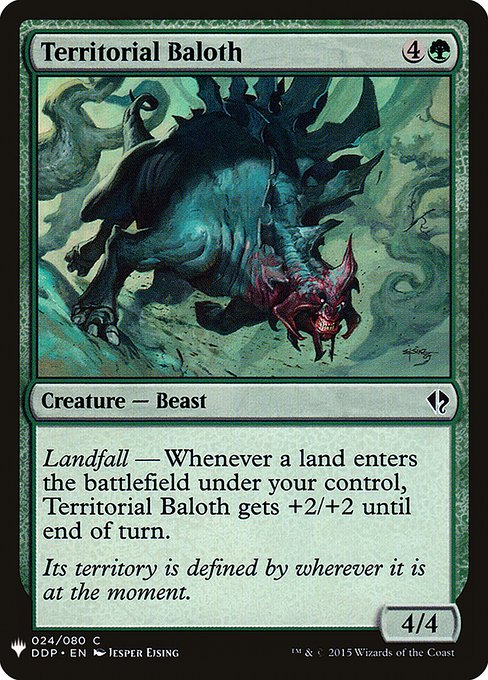 Territorial Baloth 4
Creature — Beast
Landfall — Whenever a land enters
the battlefield under your control,
Territorial Baloth gets +2/+2 until
end of turn.
Its territory is defined by wherever it is
at the moment.
4/4
024/080 C
DDP • EN Jesper Ejsing
™ & © 2015 Wizards of the Coast